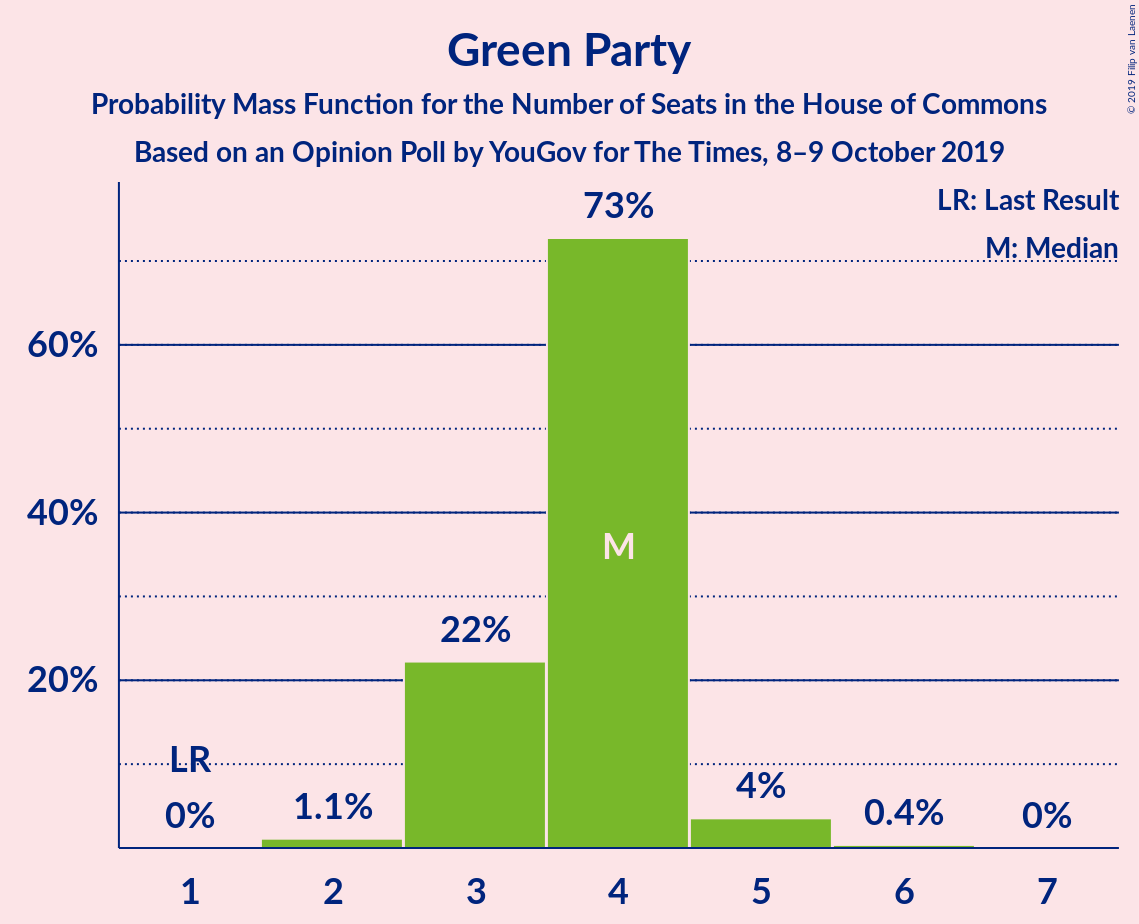 Green Party
Probability Mass Function for the Number of Seats in the House of Commons
Based on an Opinion Poll by YouGov for The Times, 8–9 October 2019
© 2019 Filip van Laenen
LR: Last Result
M: Median
73%
60%
40%
M
22%
20%
LR
0%
1.1%
4%
0.4%
0%
1 2 3 4 5 6 7